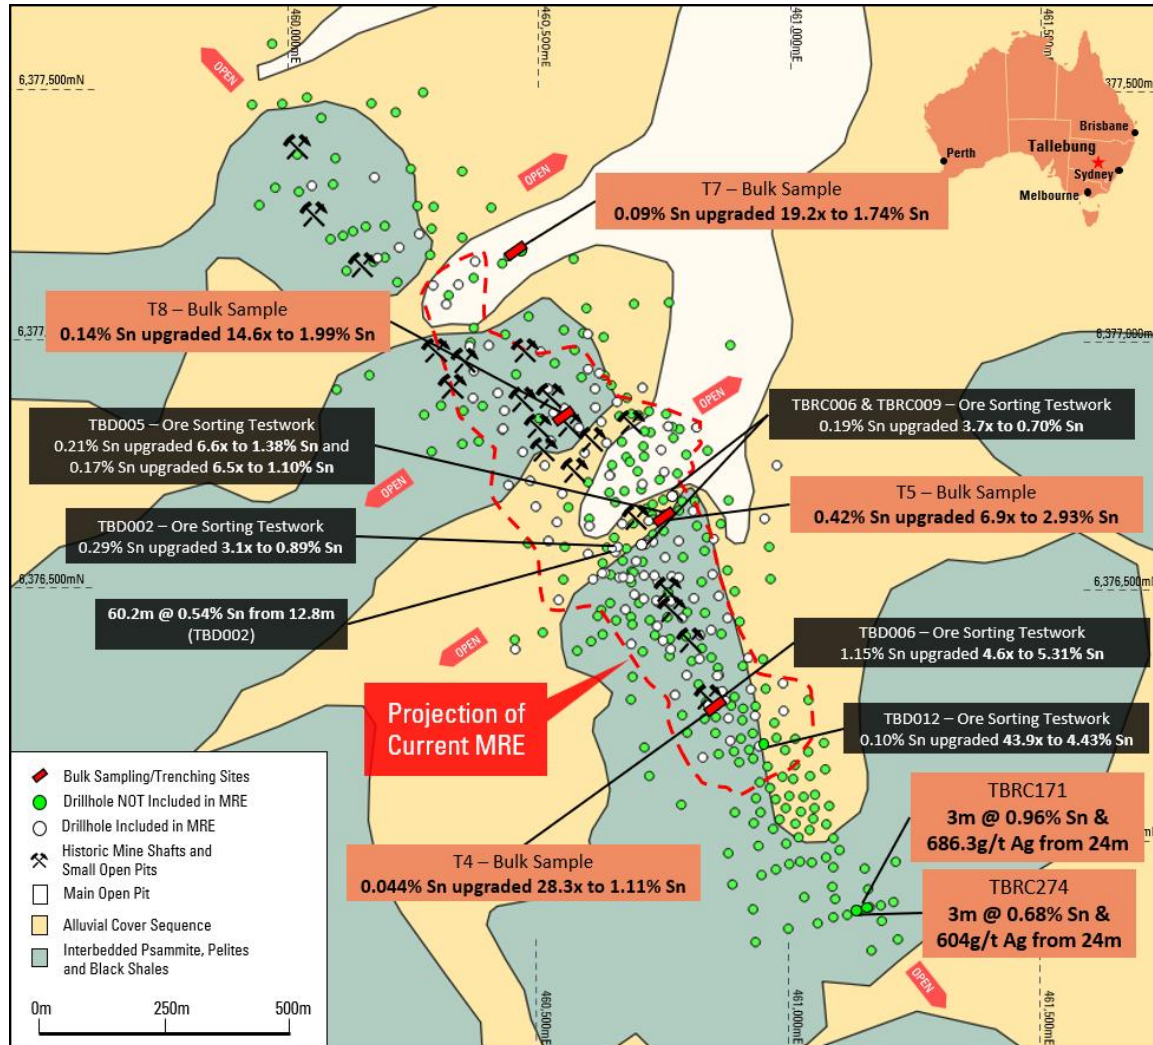 460,000mE
460,500mE
461,000mE
461,500mE
6,377,500mN
377,500mN
OPEN
Brisbane
Perth
Tallebung
Sydney
Melbourne
OPEN
T7 – Bulk Sample
0.09% Sn upgraded 19.2x to 1.74% Sn
T8 – Bulk Sample
0.14% Sn upgraded 14.6x to 1.99% Sn
6,377
6,377,000mN
OPEN
TBD005 – Ore Sorting Testwork
0.21% Sn upgraded 6.6x to 1.38% Sn and
0.17% Sn upgraded 6.5x to 1.10% Sn
TBRC006 & TBRC009 – Ore Sorting Testwork
0.19% Sn upgraded 3.7x to 0.70% Sn
OPEN
T5 – Bulk Sample
0.42% Sn upgraded 6.9x to 2.93% Sn
TBD002 – Ore Sorting Testwork
0.29% Sn upgraded 3.1x to 0.89% Sn
6,376,500mN
6,376,500mN
60.2m @ 0.54% Sn from 12.8m
(TBD002)
OPEN
TBD006 – Ore Sorting Testwork
1.15% Sn upgraded 4.6x to 5.31% Sn
Projection of
Current MRE
TBD012 – Ore Sorting Testwork
0.10% Sn upgraded 43.9x to 4.43% Sn
TBRC171
3m @ 0.96% Sn &
686.3g/t Ag from 24m
T4 – Bulk Sample
0.044% Sn upgraded 28.3x to 1.11% Sn
TBRC274
3m @ 0.68% Sn &
604g/t Ag from 24m
OPEN
Bulk Sampling/Trenching Sites
Drillhole NOT Included in MRE
Drillhole Included in MRE
Historic Mine Shafts and
Small Open Pits
Main Open Pit
Alluvial Cover Sequence
Interbedded Psammite, Pelites
and Black Shales
0m
250m
500m
460,500mE
461,000mE
461,500mE